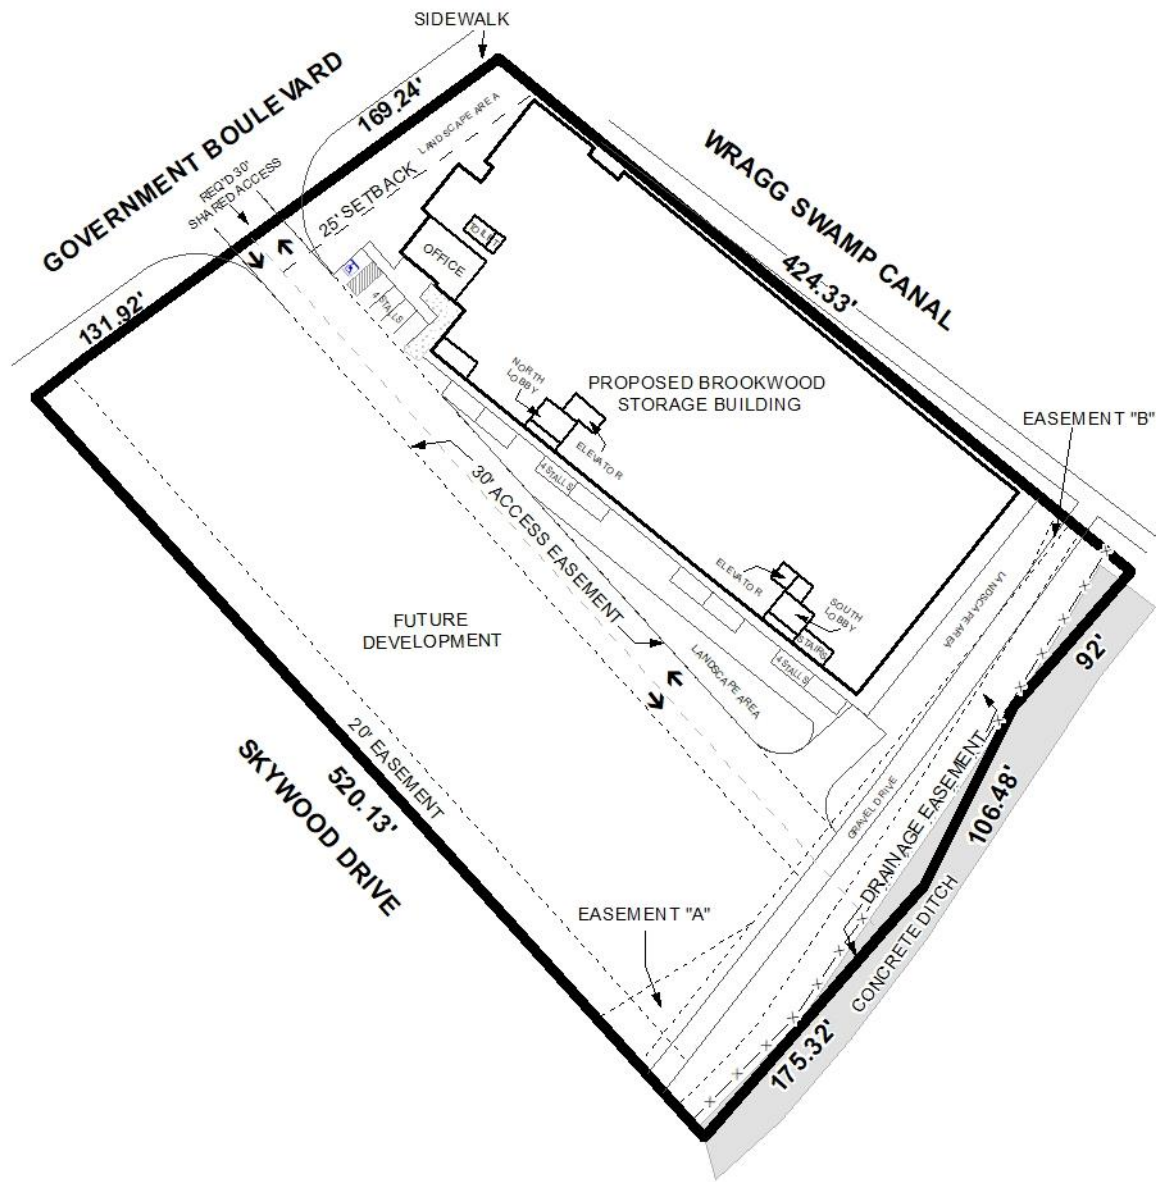 SIDEWALK
GOVERNMENT BOULEVARD
169.24'
LANDSCAPE AREA
REQ'D 30'
SHARED ACCESS
25' SETBACK
WRAGG SWAMP CANAL
424.33'
131.92'
TOILET
OFFICE
4 STALLS
NORTH
LOBBY
PROPOSED BROOKWOOD
STORAGE BUILDING
EASEMENT "B"
ELEVATOR
4 STALLS
30' ACCESS EASEMENT
ELEVATOR
SOUTH
LOBBY
STAIRS
4 STALLS
LANDSCAPE AREA
LANDSCAPE AREA
FUTURE
DEVELOPMENT
92'
20' EASEMENT
SKYWOOD DRIVE
520.13'
GRAVEL DRIVE
DRAINAGE EASEMENT
106.48'
EASEMENT "A"
CONCRETE DITCH
175.32'